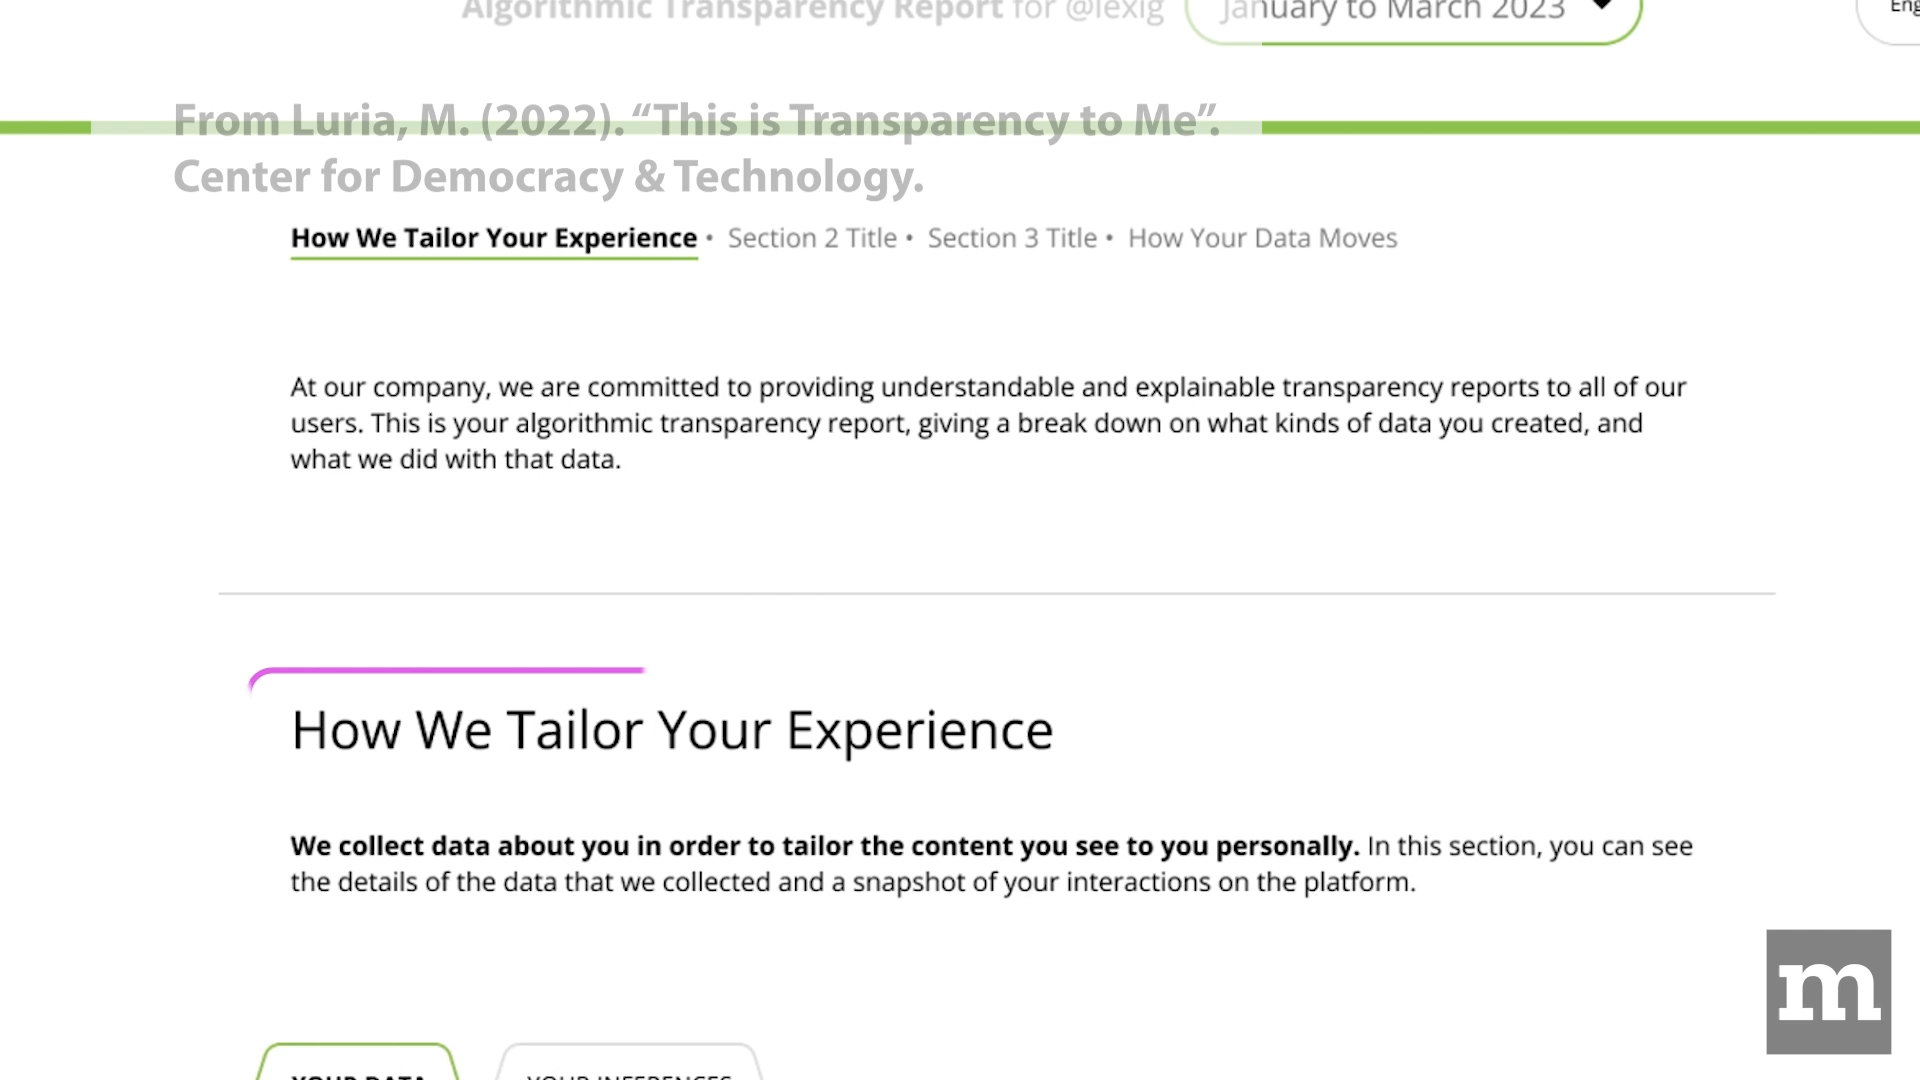 Algorithmic Transparency Report for @lexig January to March 2023 Eng
From Luria, M. (2022). “This is Transparency to Me”.
Center for Democracy & Technology.
How We Tailor Your Experience • Section 2 Title • Section 3 Title • How Your Data Moves
At our company, we are committed to providing understandable and explainable transparency reports to all of our
users. This is your algorithmic transparency report, giving a break down on what kinds of data you created, and
what we did with that data.
How We Tailor Your Experience
We collect data about you in order to tailor the content you see to you personally. In this section, you can see
the details of the data that we collected and a snapshot of your interactions on the platform.
m
YOUR DATA YOUR INFERENCES